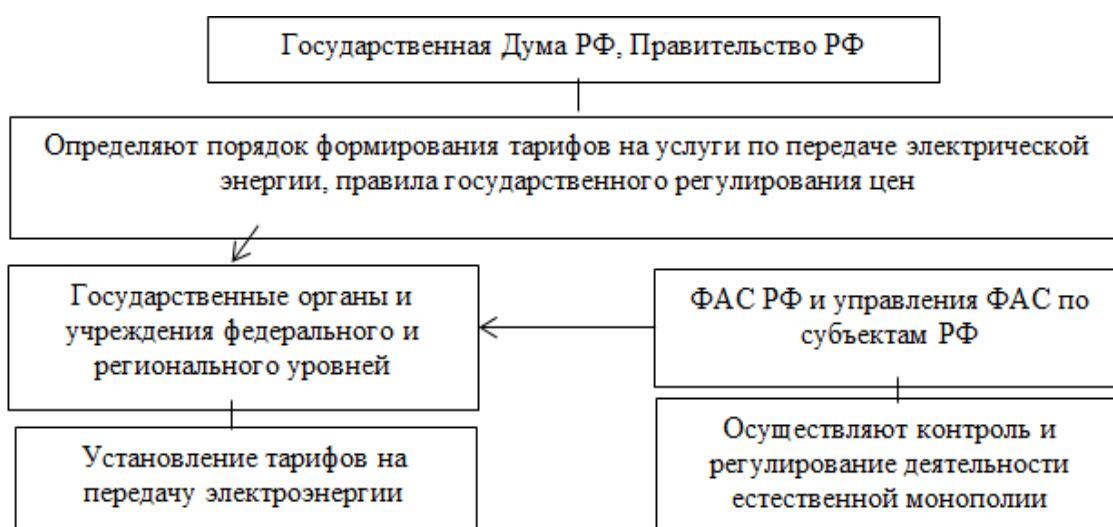 Государственная Дума РФ, Правительство РФ
Определяют порядок формирования тарифов на услуги по передаче электрической
энергии, правила государственного регулирования цен
Государственные органы и
учреждения федерального и
регионального уровней
ФАС РФ и управления ФАС по
субъектам РФ
Установление тарифов на
передачу электроэнергии
Осуществляют контроль и
регулирование деятельности
естественной монополии